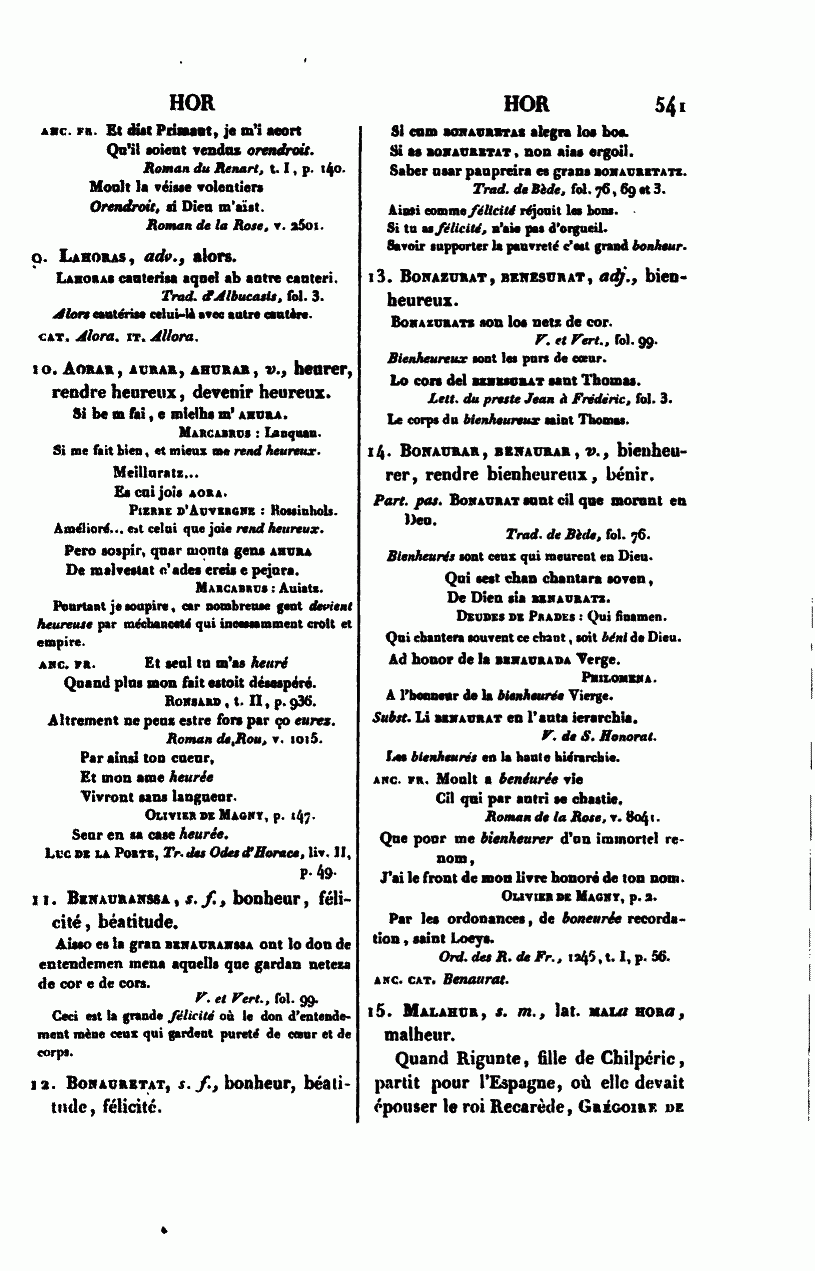 HOR
ANC. FR. Et dist Primaut, je m'i acort
Qu'il soient vendus orendroit.
Roman du Renart, t. I, p. 140.
Moult la véisse volentiers
Orendroit, si Dieu m'aïst.
Roman de la Rose, v. 2501.
9. LAHORAS, adv., alors.
LAHORAS cauterisa aquel ab autre cauteri.
Trad. d'Albucasis, fol. 3.
Alors cautérise celui-là avec autre cautère.
CAT. Alora. IT. Allora.
10. AORAR, AURAR, AHURAR, v., heurer,
rendre heureux, devenir heureux.
Si be m fai, e mielhs m' AHURA.
MARCABRUS : Lanquan.
Si me fait bien, et mieux me rend heureux.
Meilluratz...
Es cui jois AORA.
PIERRE D'AUVERGNE : Rossinhols.
Amélioré... est celui que joie rend heureux.
Pero sospir, quar monta gens AHURA
De malvestat c'ades creis e pejura.
MARCABRUS : Auiatz.
Pourtant je soupire, car nombreuse gent devient
heureuse par méchanceté qui incessamment croît et
empire.
ANC. FR. Et seul tu m'as heuré
Quand plus mon fait estoit désespéré.
RONSARD, t. II, p. 936.
Altrement ne peus estre fors par ço eurez.
Roman de Rou, v. 1015.
Par ainsi ton cueur,
Et mon ame heurée
Vivront sans langueur.
OLIVIER DE MAGNY, p. 147.
Seur en sa case heurée.
LUC DE LA PORTE, Tr. des Odes d'Horace, liv. II,
p. 49.
11. BENAURANSSA, s. f., bonheur, féli-
cité, béatitude.
Aisso es la gran BENAURANSSA ont lo don de
entendemen mena aquells que gardan neteza
de cor e de cors.
V. et Vert., fol. 99.
Ceci est la grande félicité où le don d'entende-
ment mène ceux qui gardent pureté de cœur et de
corps.
12. BONAURETAT, s. f., bonheur, béati-
tude, félicité.
HOR 541
Si cum BONAURETAS alegra los bos.
Si as BONAURETAT, non aias ergoil.
Saber usar paupreira es grans BONAURETATZ.
Trad. de Bède, fol. 76, 69 et 3.
Ainsi comme félicité réjouit les bons.
Si tu as félicité, n'aie pas d'orgueil.
Savoir supporter la pauvreté c'est grand bonheur.
13. BONAZURAT, BENESURAT, adj., bien-
heureux.
BONAZURATZ son los netz de cor.
V. et Vert., fol. 99.
Bienheureux sont les purs de cœur.
Lo cors del BENESURAT sant Thomas.
Lett. du preste Jean à Frédéric, fol. 3.
Le corps du bienheureux saint Thomas.
14. BONAURAR, BENAURAR, v., bienheu-
rer, rendre bienheureux, bénir.
Part. pas. BONAURAT sunt cil que morunt en
Deu.
Trad. de Bède, fol. 76.
Bienheurés sont ceux qui meurent en Dieu.
Qui sest chan chantara soven,
De Dieu sia BENAURATZ.
DEUDES DE PRADES : Qui finamen.
Qui chantera souvent ce chant, soit béni de Dieu.
Ad honor de la BENAURADA Verge.
PHILOMENA.
A l'honneur de la bienheurée Vierge.
Subst. Li BENAURAT en l'auta ierarchia.
V. de S. Honorat.
Les bienheurés en la haute hiérarchie.
ANC. FR. Moult a benéurée vie
Cil qui par autri se chastie.
Roman de la Rose, v. 8041.
Que pour me bienheurer d'un immortel re-
nom,
J'ai le front de mon livre honoré de ton nom.
OLIVIER DE MAGNY, p. 2.
Par les ordonances, de boneurée recorda-
tion, saint Loeys.
Ord. des R. de Fr., 1245, t. I, p. 56.
ANC. CAT. Benaurat.
15. MALAHUR, s. m., lat. MALa HORa,
malheur.
Quand Rigunte, fille de Chilpéric,
partit pour l'Espagne, où elle devait
épouser le roi Recarède, GRÉGOIRE DE